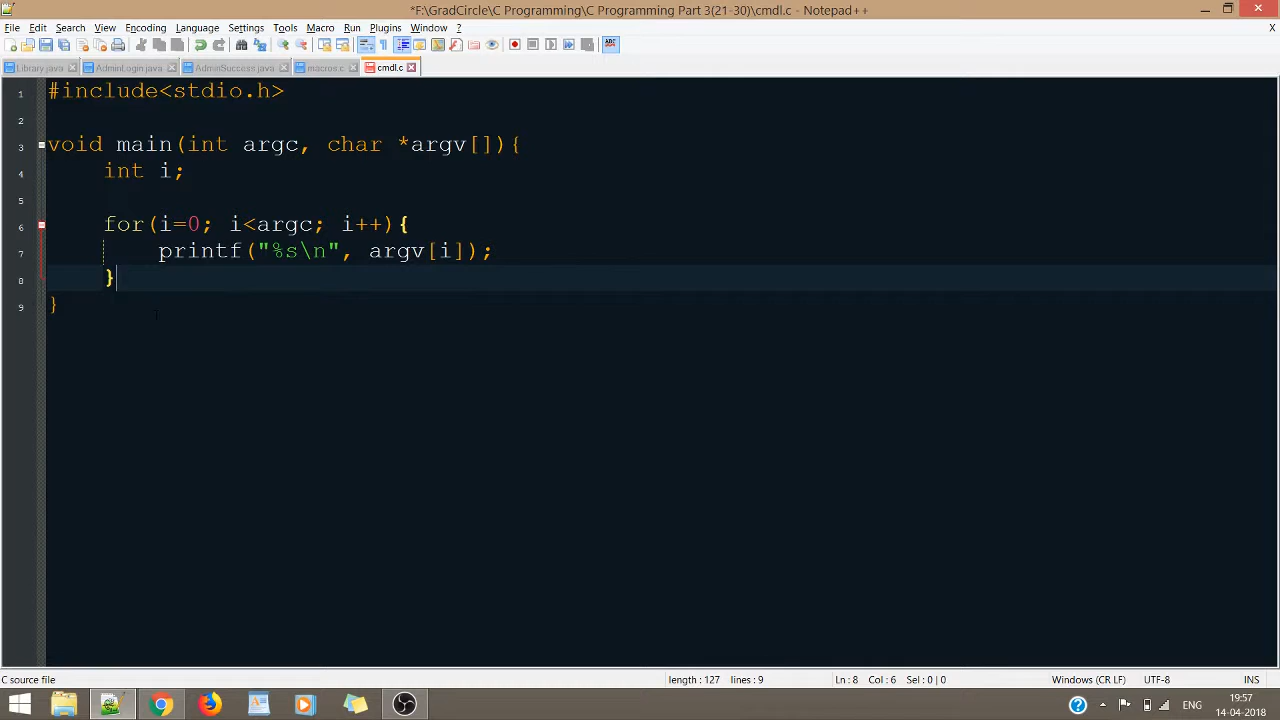 *F:\GradCircle\C Programming\C Programming Part 3(21-30)\cmdl.c - Notepad++
File Edit Search View Encoding Language Settings Tools Macro Run Plugins Window ? X
Library.java AdminLogin.java AdminSuccess.java macros.c cmdl.c
1 #include<stdio.h>
2
3 void main(int argc, char *argv[]){
4 int i;
5
6 for(i=0; i<argc; i++){
7 printf("%s\n", argv[i]);
8 }
9 }
C source file length : 127 lines : 9 Ln : 8 Col : 6 Sel : 0 | 0 Windows (CR LF) UTF-8 INS
ENG 19:57
14-04-2018